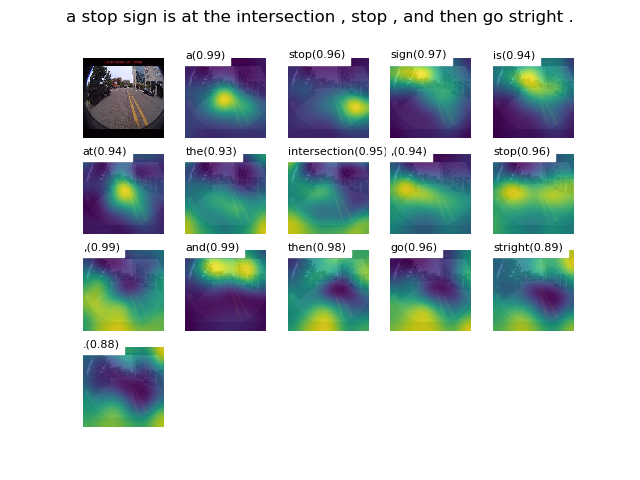 a stop sign is at the intersection , stop , and then go stright .
a(0.99) stop(0.96) sign(0.97) is(0.94)
at(0.94) the(0.93) intersection(0.95) ,(0.94) stop(0.96)
,(0.99) and(0.99) then(0.98) go(0.96) stright(0.89)
.(0.88)